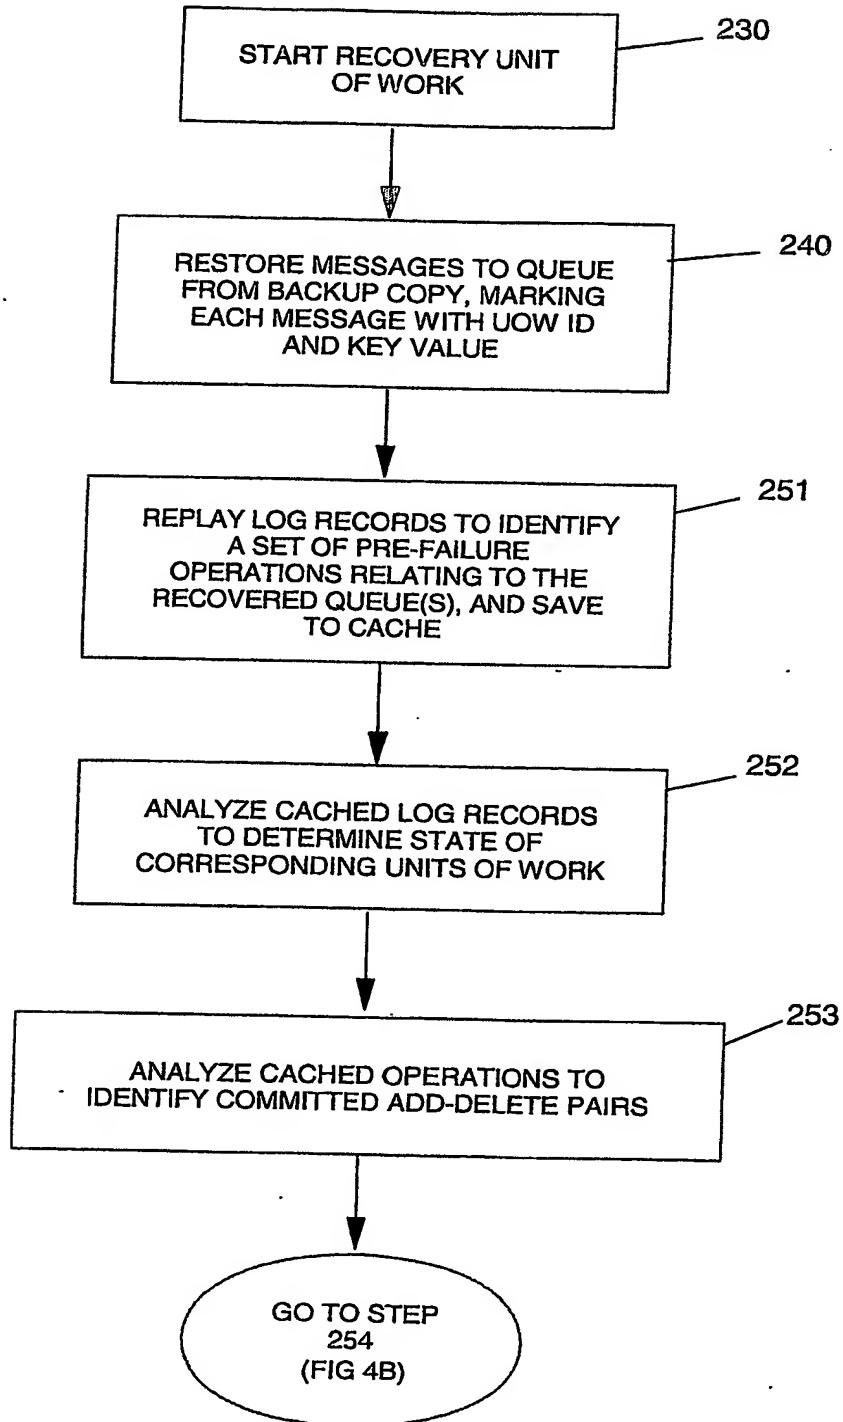 START RECOVERY UNIT
OF WORK
230
RESTORE MESSAGES TO QUEUE
FROM BACKUP COPY, MARKING
EACH MESSAGE WITH UOW ID
AND KEY VALUE
240
REPLAY LOG RECORDS TO IDENTIFY
A SET OF PRE-FAILURE
OPERATIONS RELATING TO THE
RECOVERED QUEUE(S), AND SAVE
TO CACHE
251
ANALYZE CACHED LOG RECORDS
TO DETERMINE STATE OF
CORRESPONDING UNITS OF WORK
252
ANALYZE CACHED OPERATIONS TO
IDENTIFY COMMITTED ADD-DELETE PAIRS
253
GO TO STEP
254
(FIG 4B)